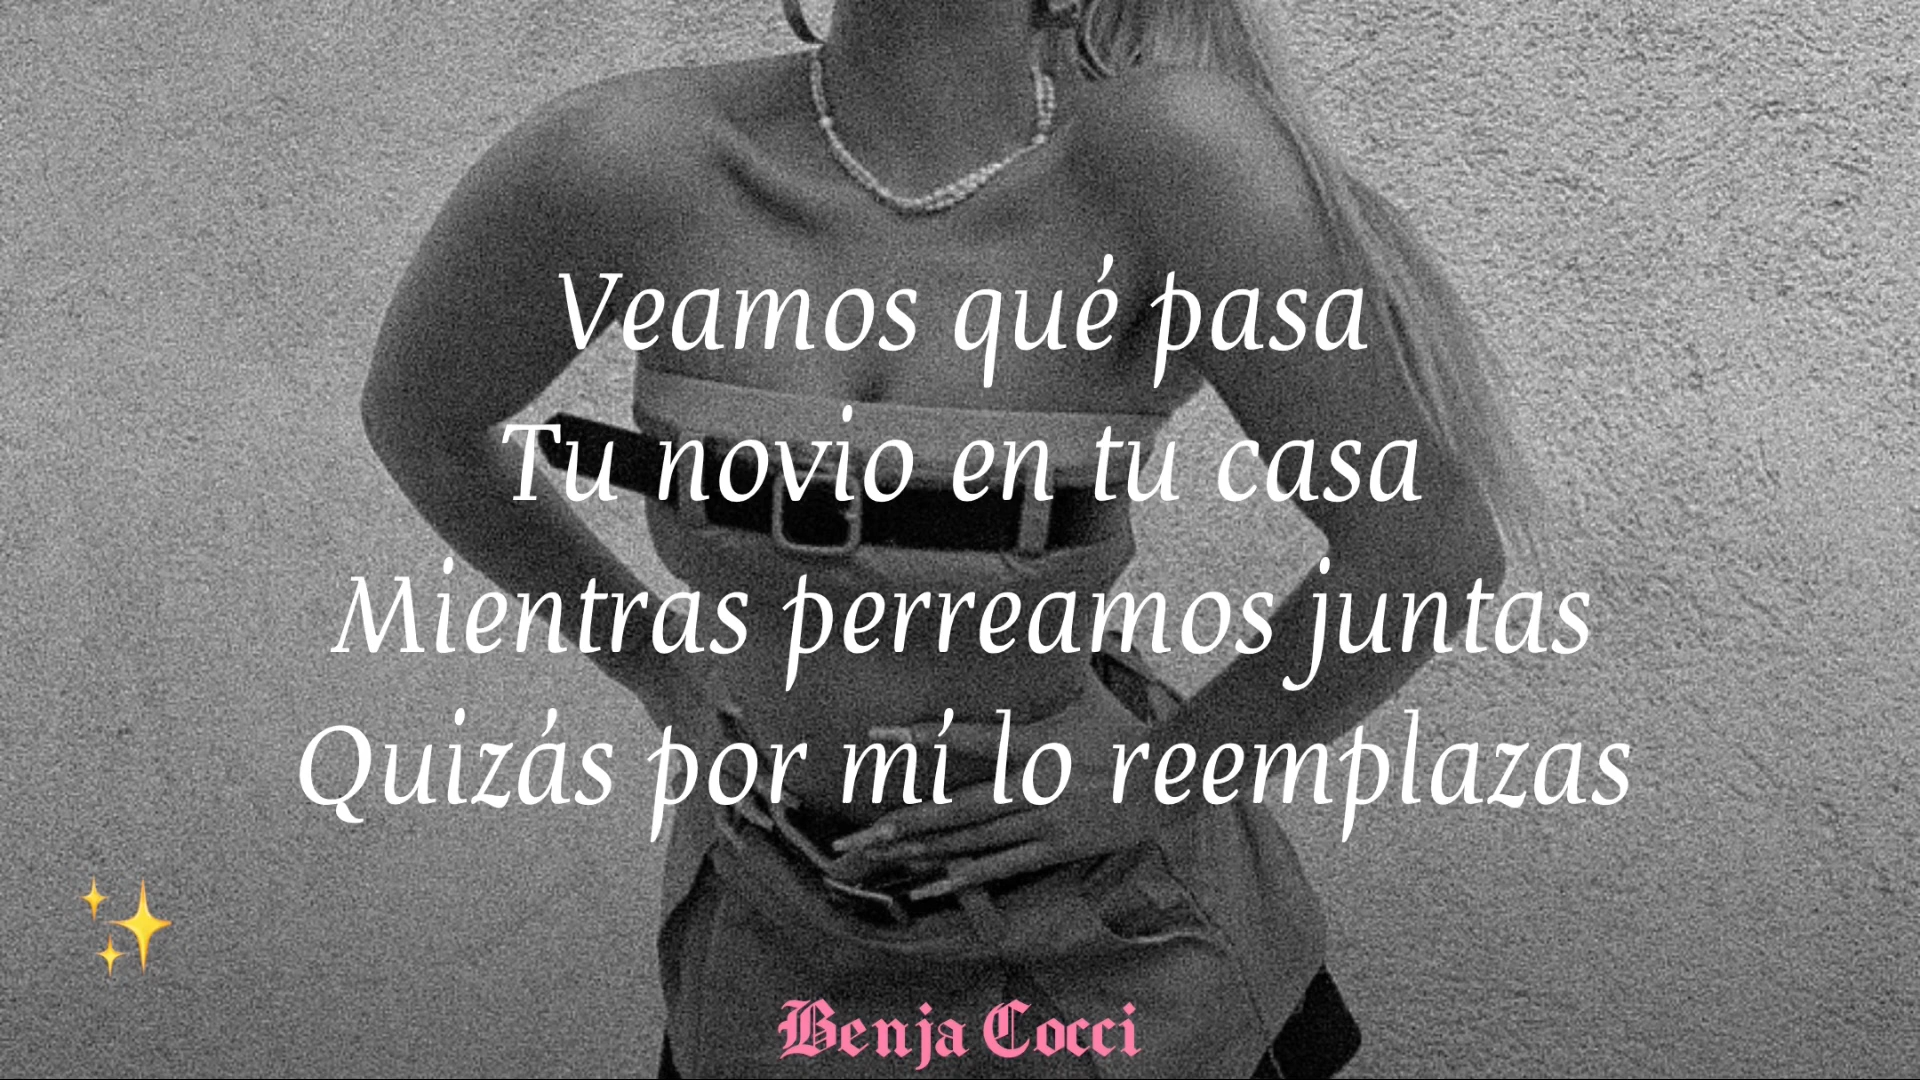 Veamos qué pasa
Tu novio en tu casa
Mientras perreamos juntas
Quizás por mí lo reemplazas
Benja Cocci